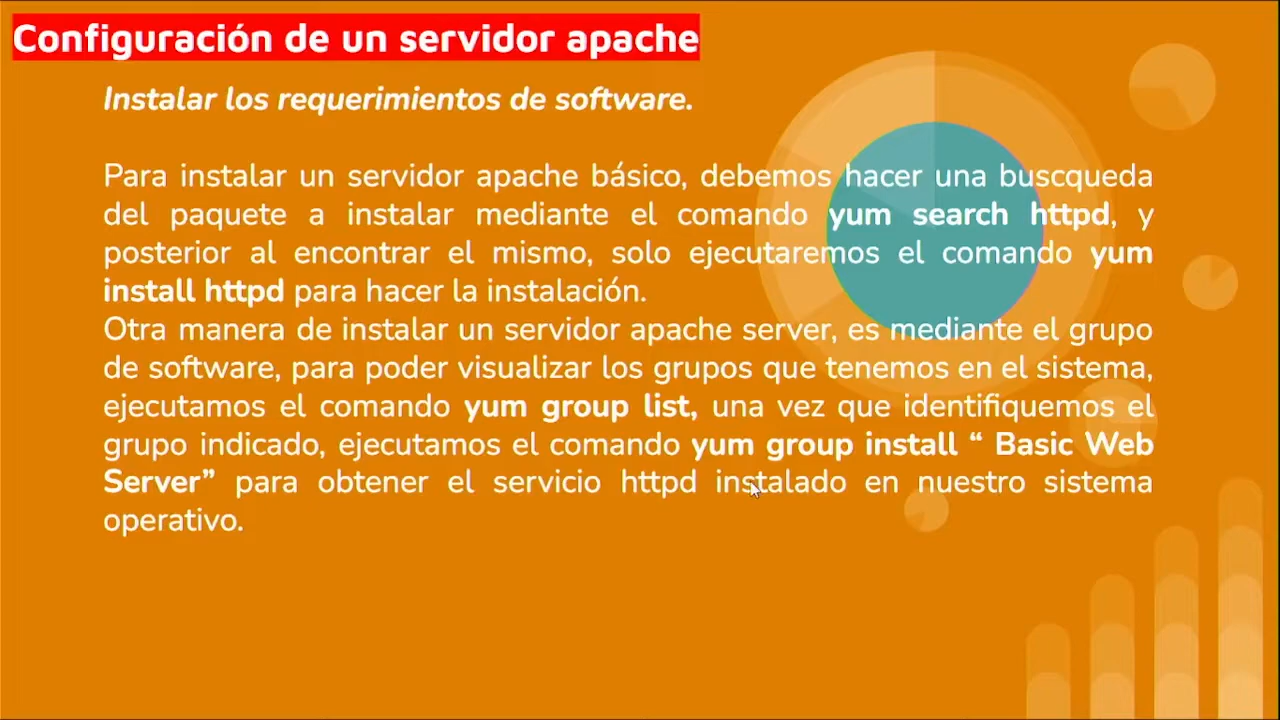 Configuración de un servidor apache
Instalar los requerimientos de software.
Para instalar un servidor apache básico, debemos hacer una buscqueda
del paquete a instalar mediante el comando yum search httpd, y
posterior al encontrar el mismo, solo ejecutaremos el comando yum
install httpd para hacer la instalación.
Otra manera de instalar un servidor apache server, es mediante el grupo
de software, para poder visualizar los grupos que tenemos en el sistema,
ejecutamos el comando yum group list, una vez que identifiquemos el
grupo indicado, ejecutamos el comando yum group install “ Basic Web
Server” para obtener el servicio httpd instalado en nuestro sistema
operativo.